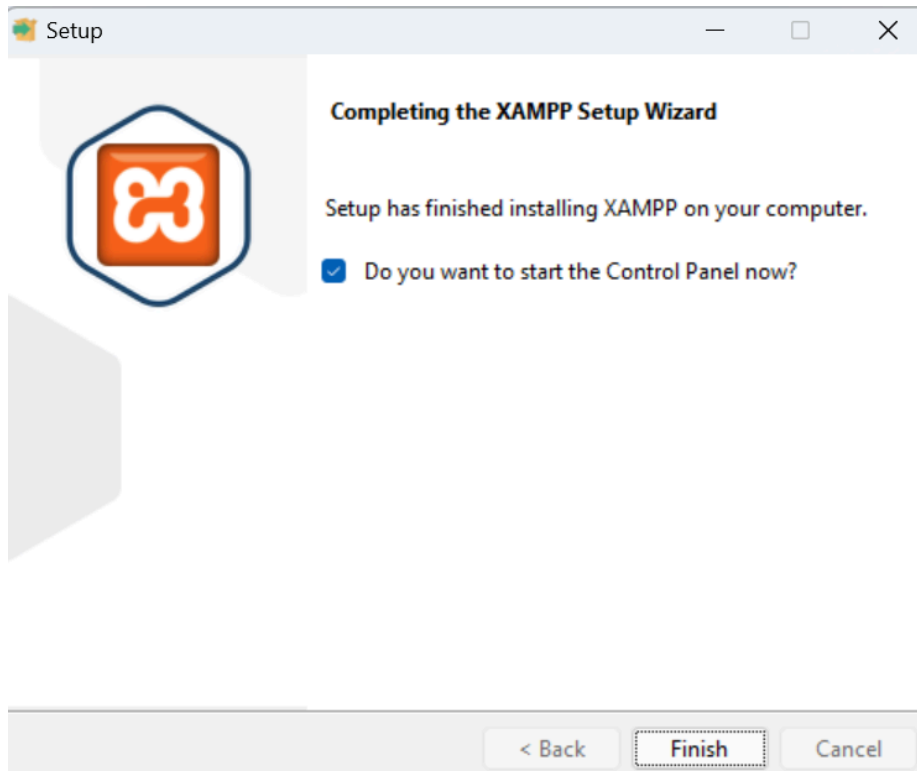 Setup
Completing the XAMPP Setup Wizard
Setup has finished installing XAMPP on your computer.
Do you want to start the Control Panel now?
< Back
Finish
Cancel